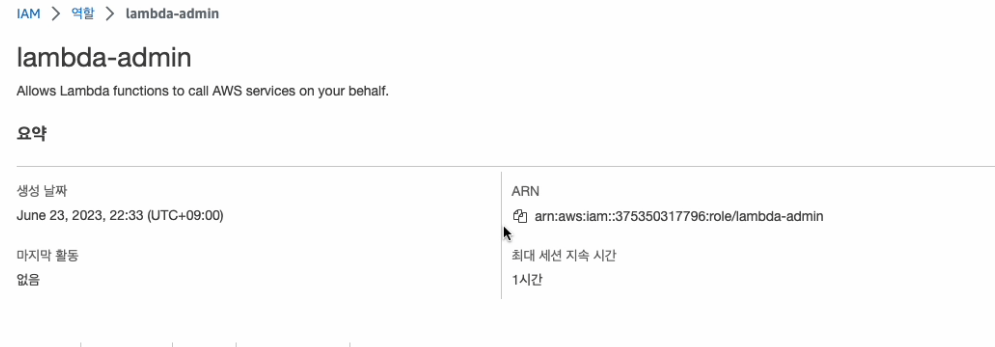 IAM > 역할 > lambda-admin
lambda-admin
Allows Lambda functions to call AWS services on your behalf.
요약
생성 날짜
June 23, 2023, 22:33 (UTC+09:00)
마지막 활동
없음
ARN
arn:aws:iam::375350317796:role/lambda-admin
최대 세션 지속 시간
1시간